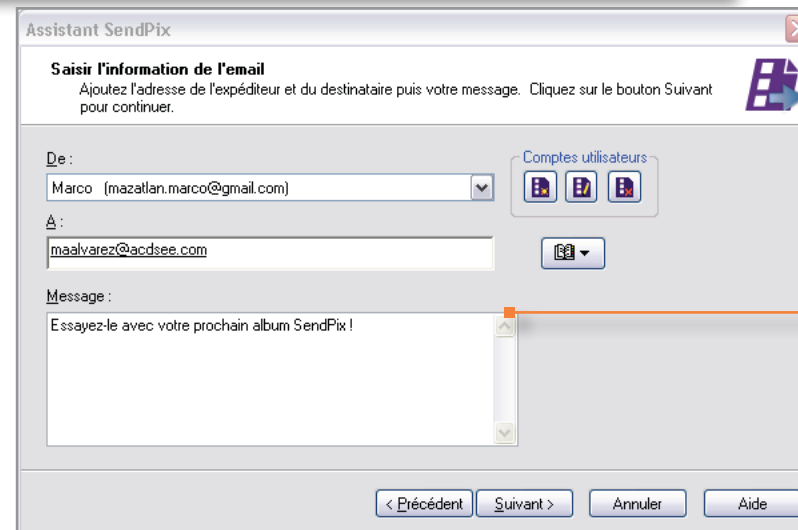 Assistant SendPix
Saisir l'information de l'email
Ajoutez l'adresse de l'expéditeur et du destinataire puis votre message. Cliquez sur le bouton Suivant
pour continuer.
De :
Comptes utilisateurs
Marco (mazatlan.marco@gmail.com)
A :
maalvarez@acdsee.com
Message :
Essayez-le avec votre prochain album SendPix !
< Précédent Suivant > Annuler Aide